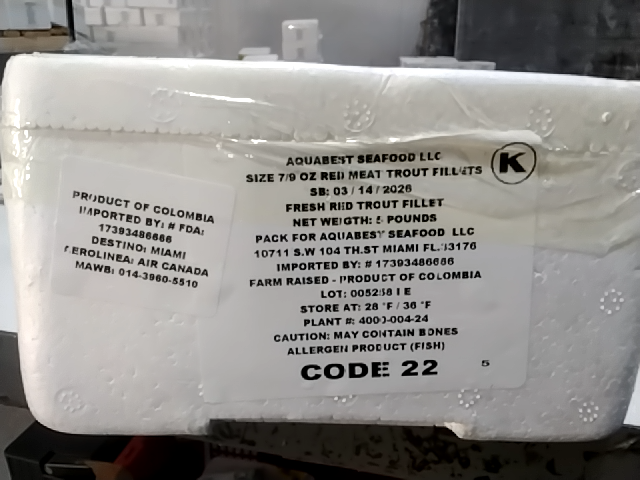 PRODUCT OF COLOMBIA
IMPORTED BY: # FDA:
17393486666
DESTINO: MIAMI
AEROLINEA: AIR CANADA
MAWB: 014-3960-5510
K
AQUABEST SEAFOOD LLC
SIZE 7/9 OZ RED MEAT TROUT FILLETS
SB: 03 / 14 / 2026
FRESH RED TROUT FILLET
NET WEIGTH: 5 POUNDS
PACK FOR AQUABEST SEAFOOD LLC
10711 S.W 104 TH.ST MIAMI FL.33176
IMPORTED BY: # 17393486666
FARM RAISED - PRODUCT OF COLOMBIA
LOT:
STORE AT: 28 °F / 36 °F
PLANT #: 4000-004-24
CAUTION: MAY CONTAIN BONES
ALLERGEN PRODUCT (FISH)
CODE 22 5